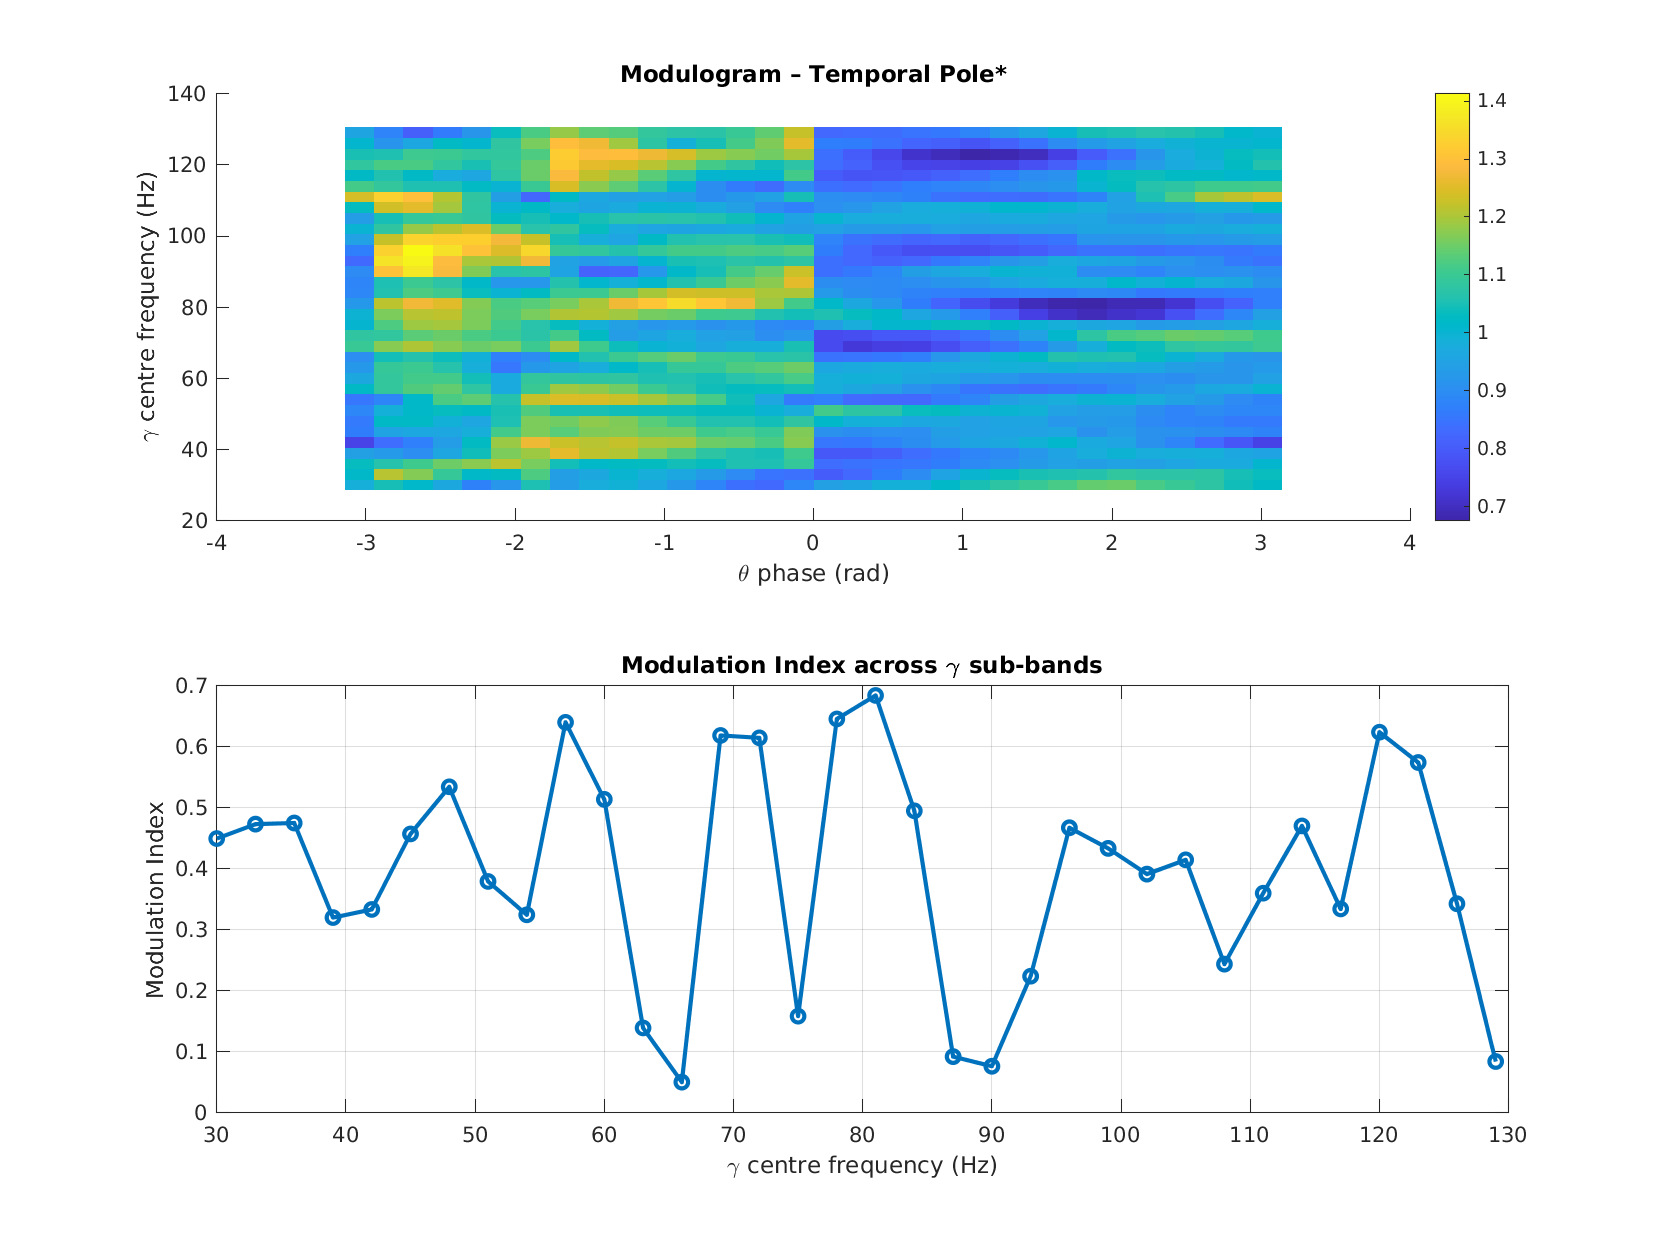 Modulogram – Temporal Pole*
γ centre frequency (Hz)
140
120
100
80
60
40
20
-4 -3 -2 -1 0 1 2 3 4
θ phase (rad)
1.4
1.3
1.2
1.1
1
0.9
0.8
0.7
Modulation Index across γ sub-bands
Modulation Index
0.7
0.6
0.5
0.4
0.3
0.2
0.1
0
30 40 50 60 70 80 90 100 110 120 130
γ centre frequency (Hz)